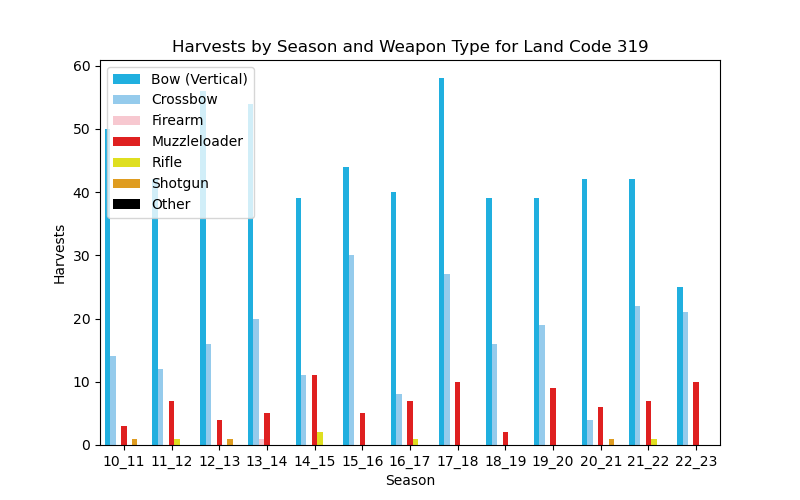 Harvests by Season and Weapon Type for Land Code 319
60
50
40
30
20
10
0
Harvests
Bow (Vertical)
Crossbow
Firearm
Muzzleloader
Rifle
Shotgun
Other
10_11 11_12 12_13 13_14 14_15 15_16 16_17 17_18 18_19 19_20 20_21 21_22 22_23
Season